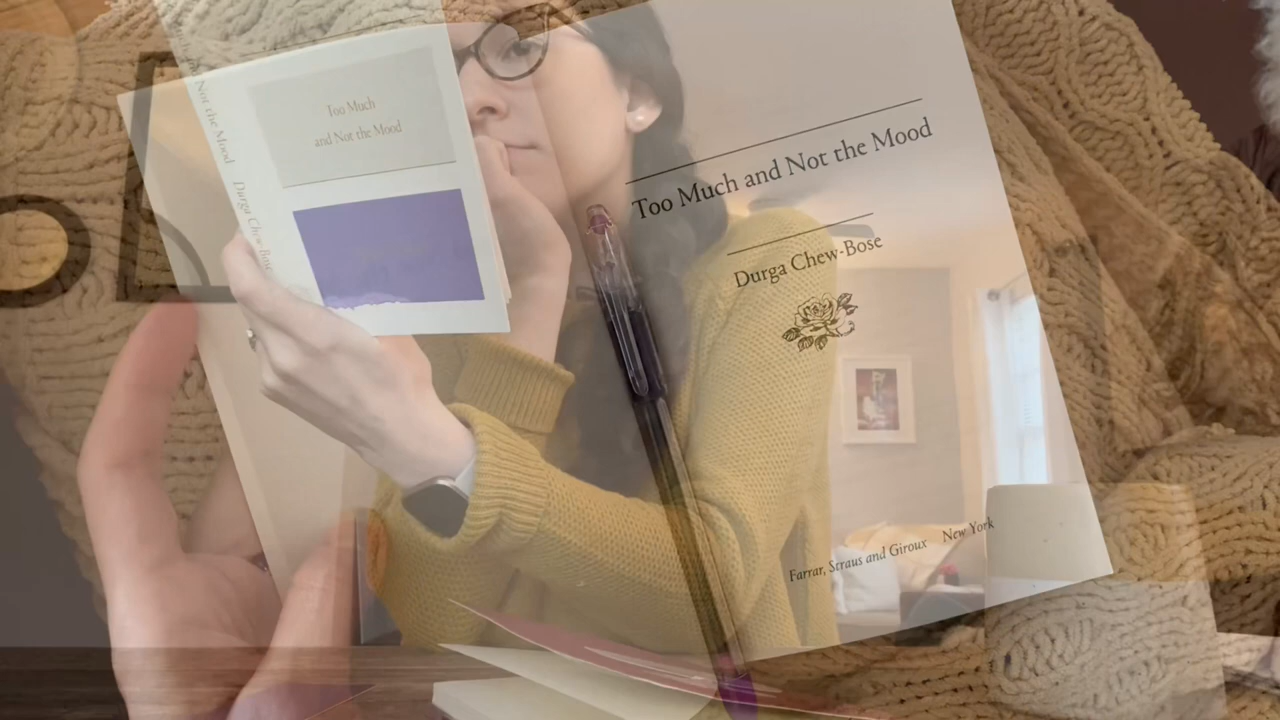 Too Much
and Not the Mood
Not the Mood Durga Chew-Bose
Too Much and Not the Mood
Durga Chew-Bose
Farrar, Straus and Giroux New York